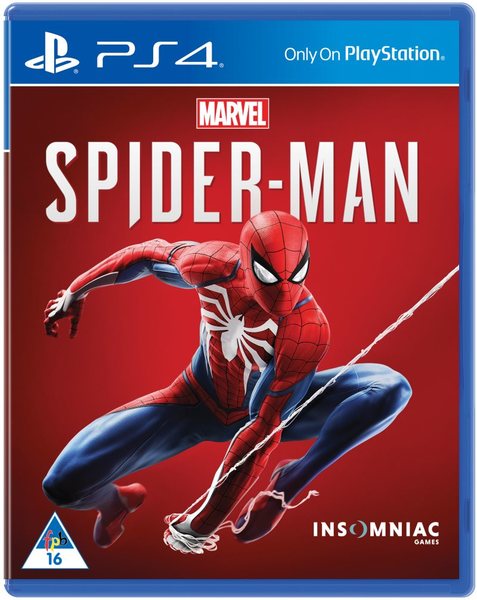 PS4
Only On PlayStation®
MARVEL
SPIDER-MAN
INSOMNIAC
GAMES
fpb
16